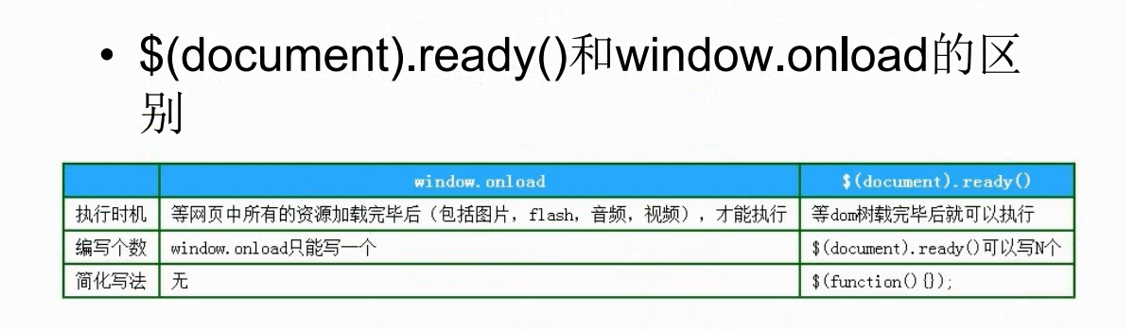 • $(document).ready()和window.onload的区
别
window.onload $(document).ready()
执行时机 等网页中所有的资源加载完毕后（包括图片，flash，音频，视频），才能执行 等dom树载完毕后就可以执行
编写个数 window.onload只能写一个 $(document).ready()可以写N个
简化写法 无 $(function(){});